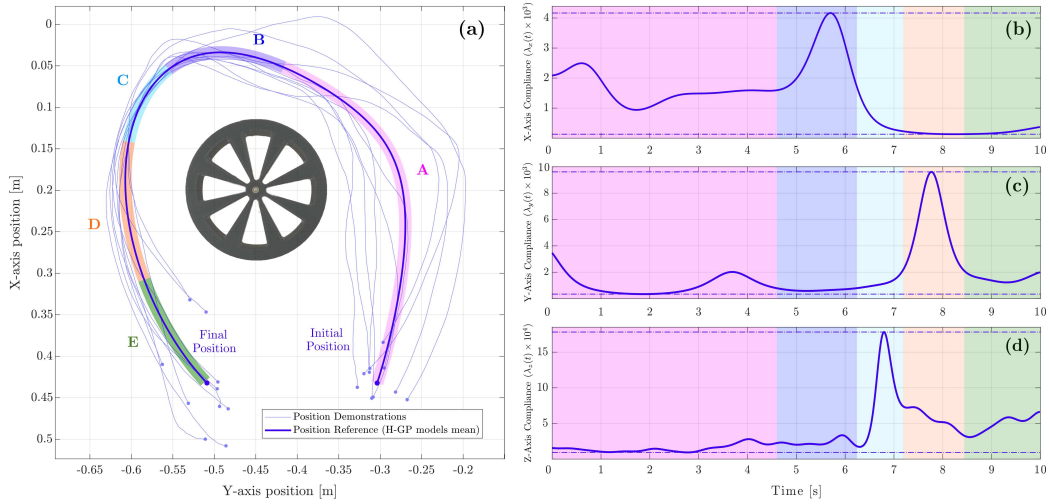 (a)
0
0.05
0.1
0.15
0.2
0.25
0.3
0.35
0.4
0.45
0.5
X-axis position [m]
B
C
A
D
E
Final
Position
Initial
Position
Position Demonstrations
Position Reference (H-GP models mean)
-0.65 -0.6 -0.55 -0.5 -0.45 -0.4 -0.35 -0.3 -0.25 -0.2
Y-axis position [m]
(b)
X-Axis Compliance (λx(t) × 10³)
4
3
2
1
0 1 2 3 4 5 6 7 8 9 10
(c)
Y-Axis Compliance (λy(t) × 10³)
10
8
6
4
2
0 1 2 3 4 5 6 7 8 9 10
(d)
Z-Axis Compliance (λz(t) × 10⁴)
15
10
5
0 1 2 3 4 5 6 7 8 9 10
Time [s]